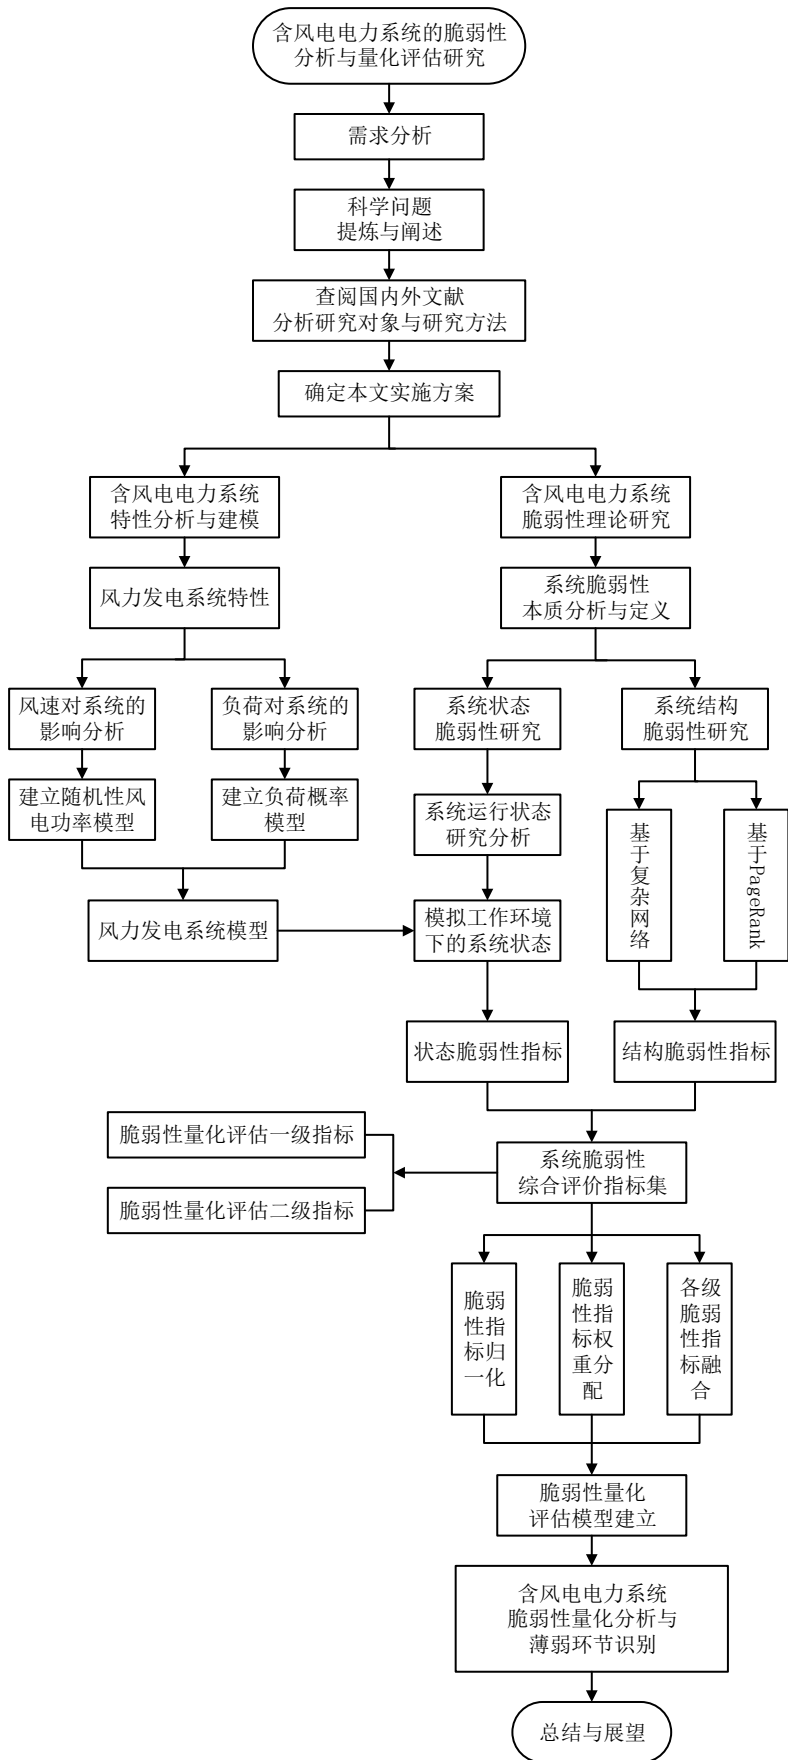 含风电电力系统的脆弱性
分析与量化评估研究
需求分析
科学问题
提炼与阐述
查阅国内外文献
分析研究对象与研究方法
确定本文实施方案
含风电电力系统
特性分析与建模
含风电电力系统
脆弱性理论研究
风力发电系统特性
系统脆弱性
本质分析与定义
风速对系统的
影响分析
负荷对系统的
影响分析
系统状态
脆弱性研究
系统结构
脆弱性研究
建立随机性风
电功率模型
建立负荷概率
模型
系统运行状态
研究分析
基于复杂网络
基于PageRank
风力发电系统模型
模拟工作环境
下的系统状态
状态脆弱性指标
结构脆弱性指标
脆弱性量化评估一级指标
脆弱性量化评估二级指标
系统脆弱性
综合评价指标集
脆弱
性指
标归
一化
脆弱
性指
标权
重分
配
各级
脆弱
性指
标融
合
脆弱性量化
评估模型建立
含风电电力系统
脆弱性量化分析与
薄弱环节识别
总结与展望